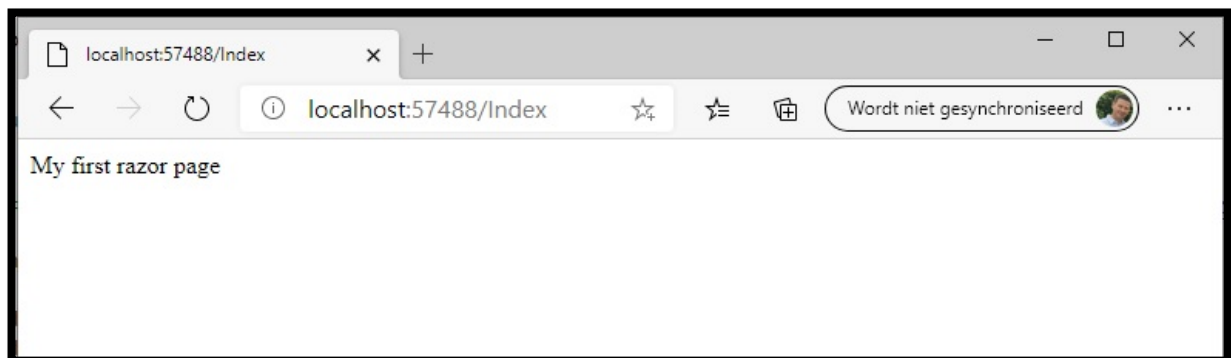 localhost:57488/Index
localhost:57488/Index
Wordt niet gesynchroniseerd
My first razor page